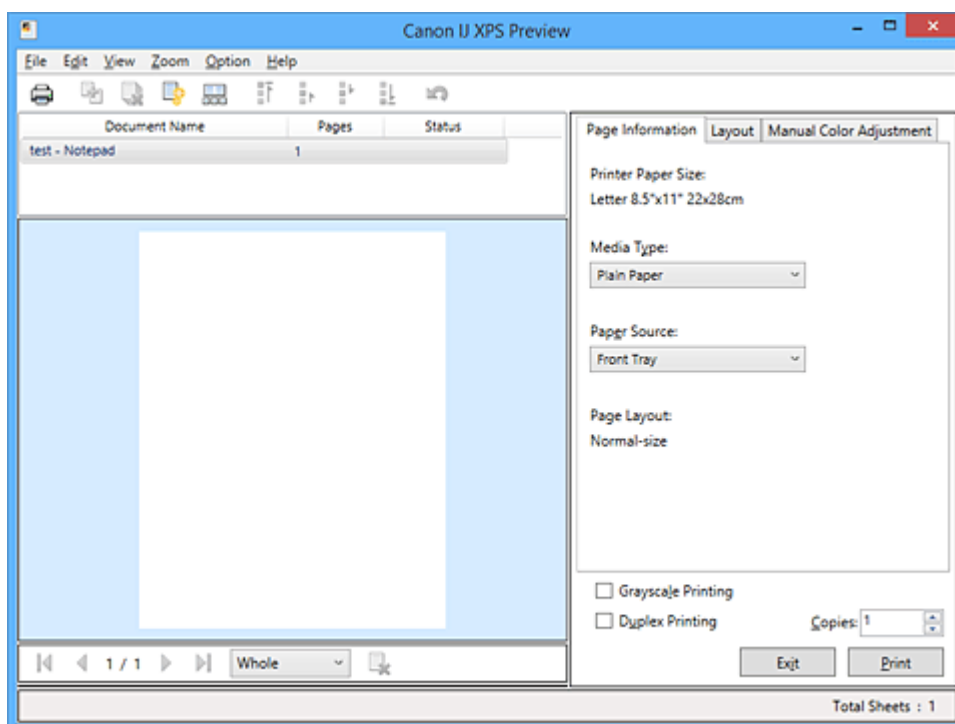 Canon IJ XPS Preview
File Edit View Zoom Option Help
Document Name Pages Status
test - Notepad 1
Page Information Layout Manual Color Adjustment
Printer Paper Size:
Letter 8.5"x11" 22x28cm
Media Type:
Plain Paper
Paper Source:
Front Tray
Page Layout:
Normal-size
Grayscale Printing
Duplex Printing Copies: 1
1 / 1 Whole Exit Print
Total Sheets : 1